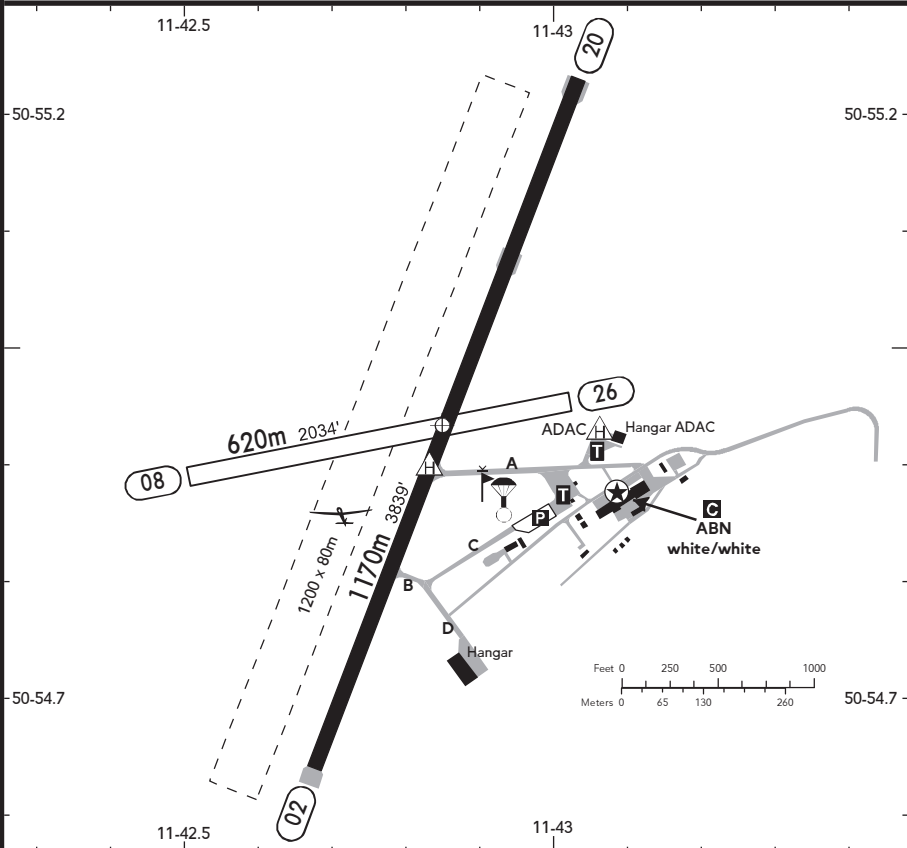 11-42.5
11-43
20
50-55.2
50-55.2
26
620m 2034'
ADAC
H
Hangar ADAC
T
08
H
A
T
C
P
ABN
white/white
1170m 3839'
1200 x 80m
C
B
D
Hangar
Feet 0 250 500 1000
Meters 0 65 130 260
50-54.7
50-54.7
02
11-42.5
11-43